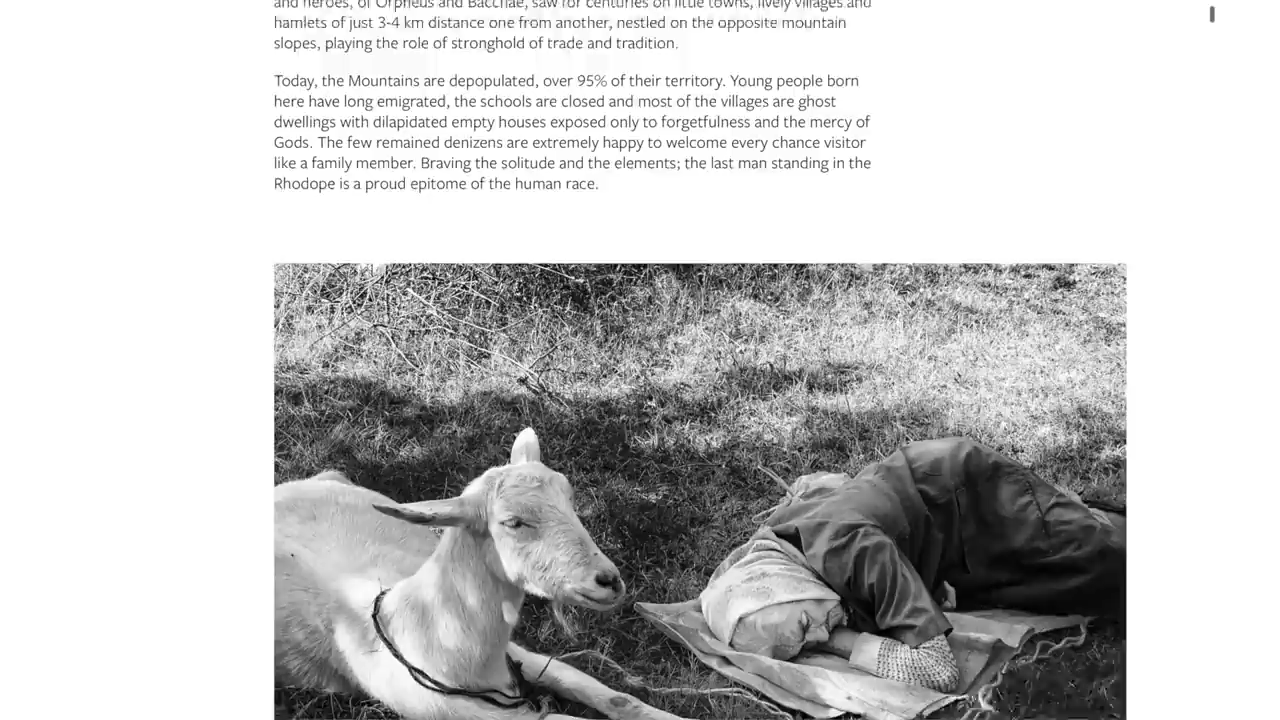 and heroes, of Orpheus and Bacchae, saw for centuries on little towns, lively villages and
hamlets of just 3-4 km distance one from another, nestled on the opposite mountain
slopes, playing the role of stronghold of trade and tradition.
Today, the Mountains are depopulated, over 95% of their territory. Young people born
here have long emigrated, the schools are closed and most of the villages are ghost
dwellings with dilapidated empty houses exposed only to forgetfulness and the mercy of
Gods. The few remained denizens are extremely happy to welcome every chance visitor
like a family member. Braving the solitude and the elements; the last man standing in the
Rhodope is a proud epitome of the human race.